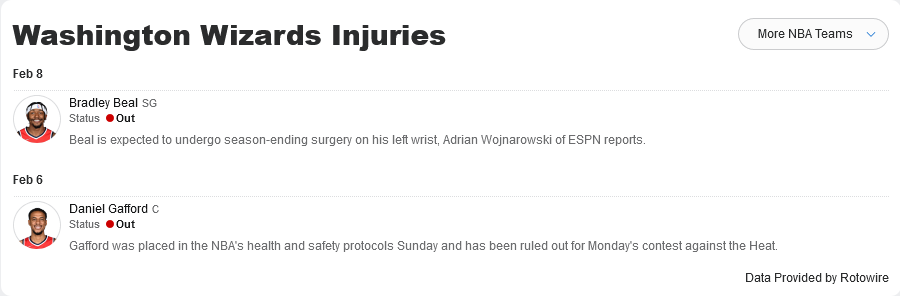 Washington Wizards Injuries
More NBA Teams
Feb 8
Bradley Beal SG
Status Out
Beal is expected to undergo season-ending surgery on his left wrist, Adrian Wojnarowski of ESPN reports.
Feb 6
Daniel Gafford C
Status Out
Gafford was placed in the NBA's health and safety protocols Sunday and has been ruled out for Monday's contest against the Heat.
Data Provided by Rotowire